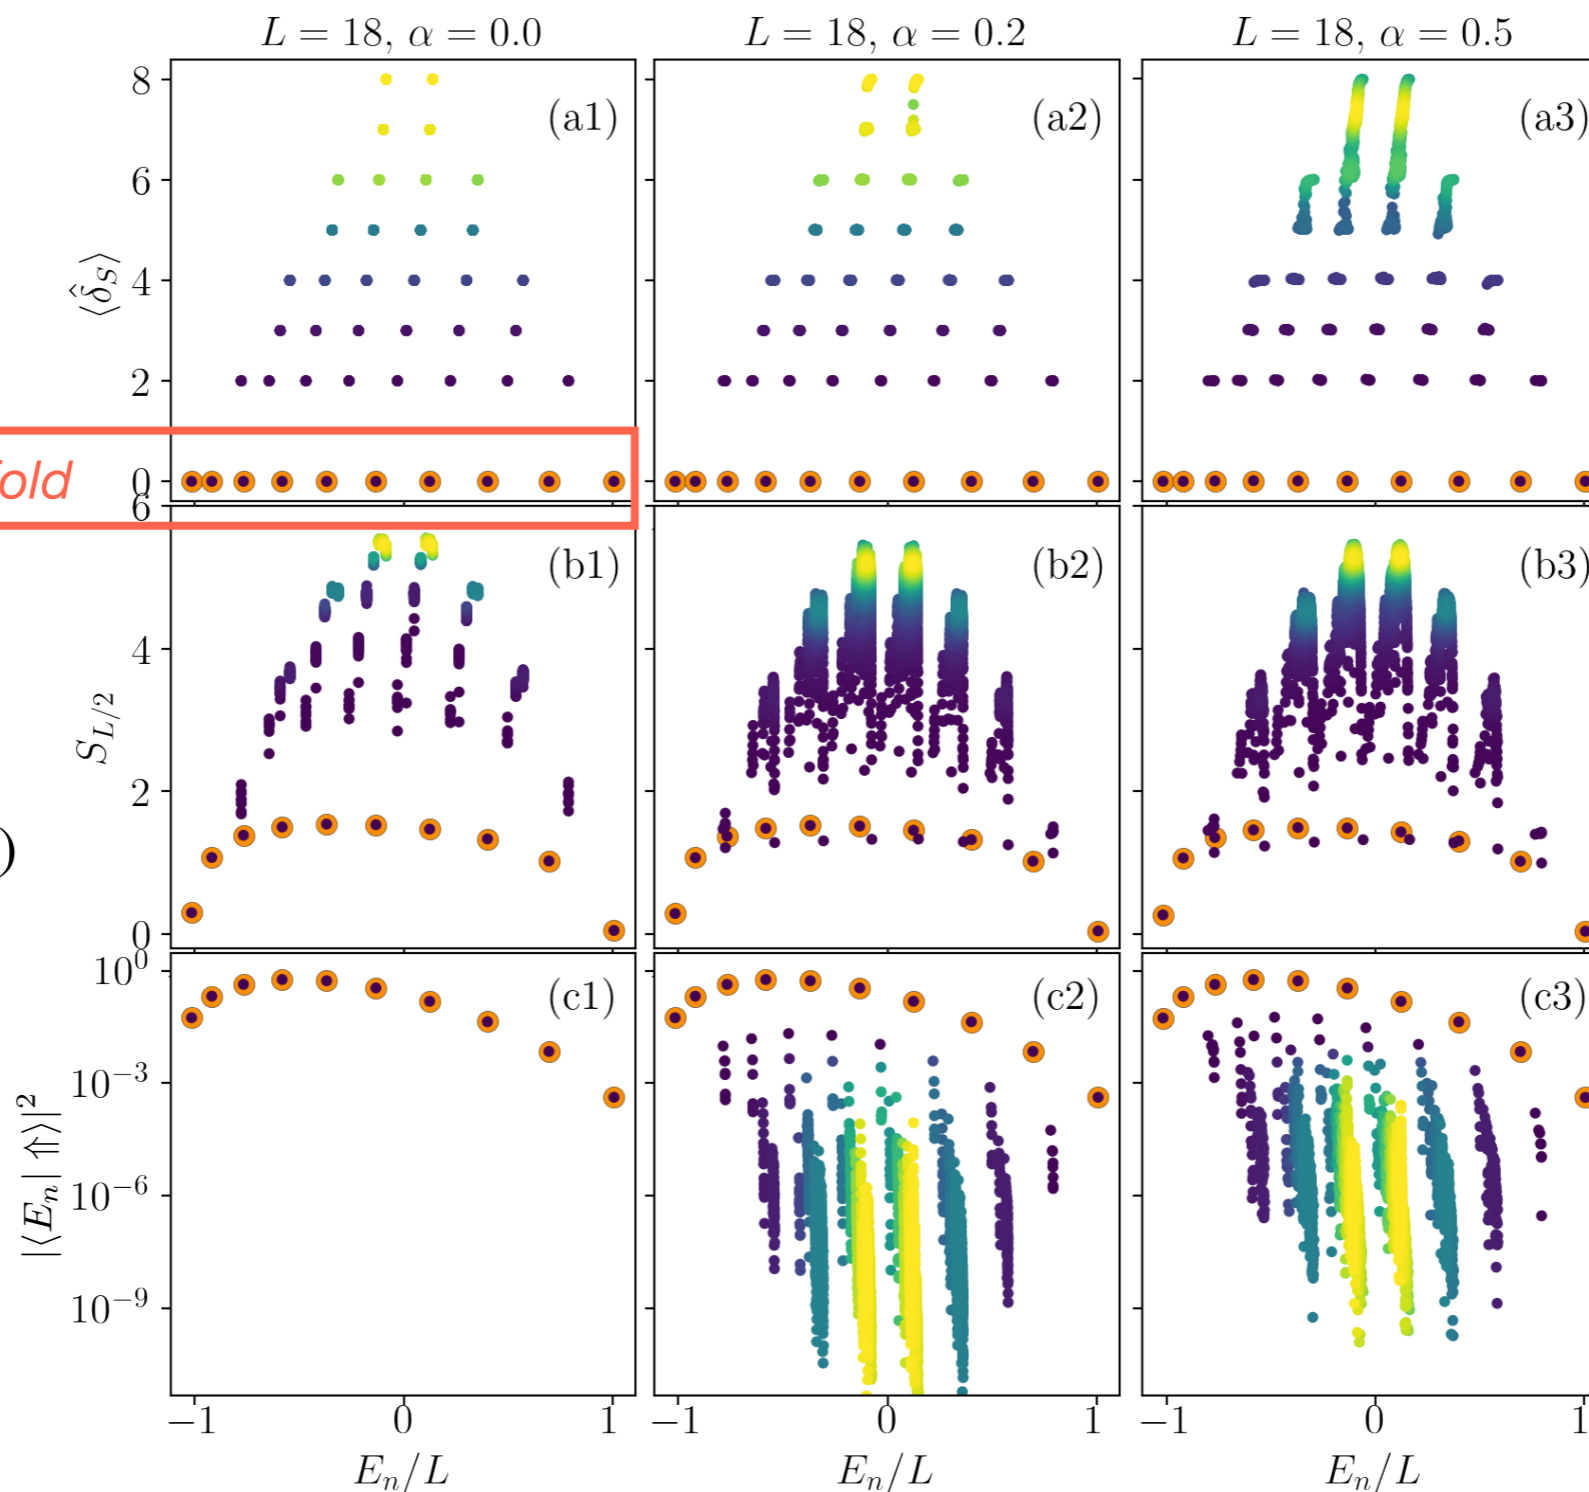 L = 18, α = 0.0
L = 18, α = 0.2
L = 18, α = 0.5
8
6
4
2
0
⟨δ̂_S⟩
(a1)
(a2)
(a3)
fold
6
4
2
0
S_{L/2}
(b1)
(b2)
(b3)
)
10^0
10^{-3}
10^{-6}
10^{-9}
|⟨E_n| ⇑⟩|^2
(c1)
(c2)
(c3)
−1 0 1
−1 0 1
−1 0 1
E_n/L
E_n/L
E_n/L